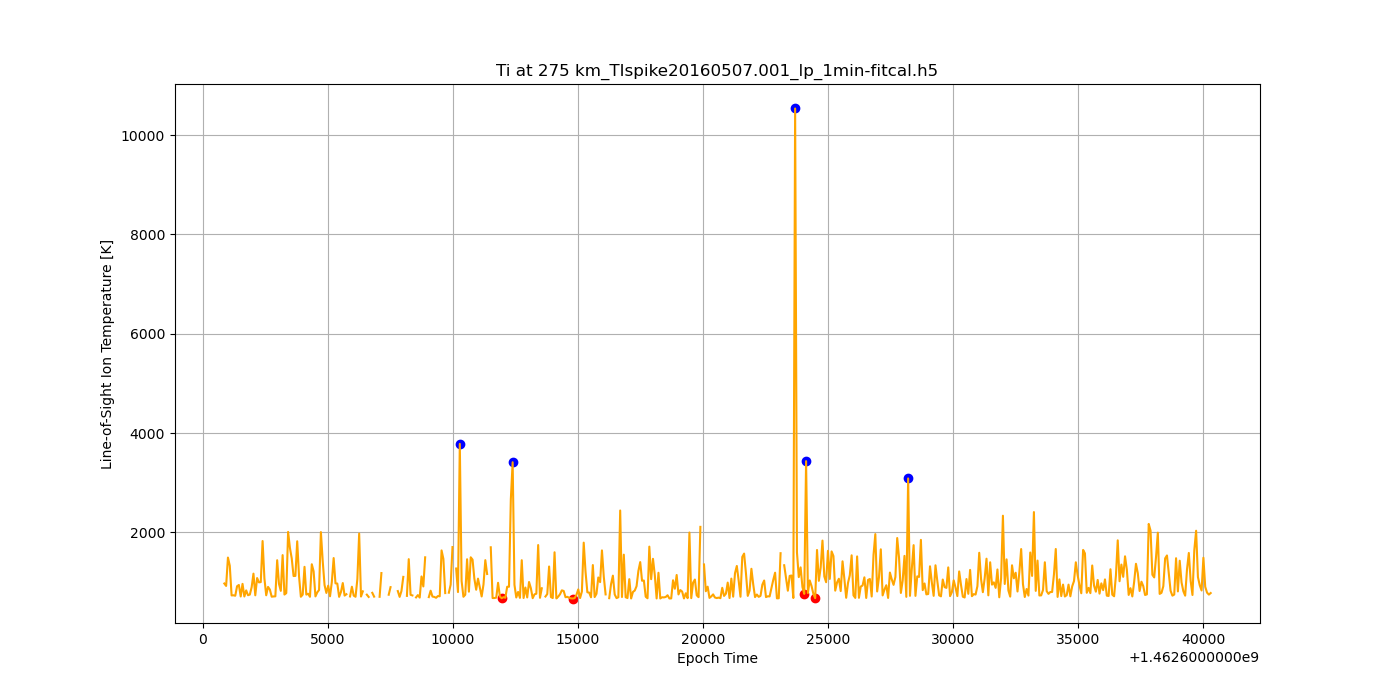 Ti at 275 km_TIspike20160507.001_lp_1min-fitcal.h5
Line-of-Sight Ion Temperature [K]
10000
8000
6000
4000
2000
0 5000 10000 15000 20000 25000 30000 35000 40000
Epoch Time
+1.4626000000e9